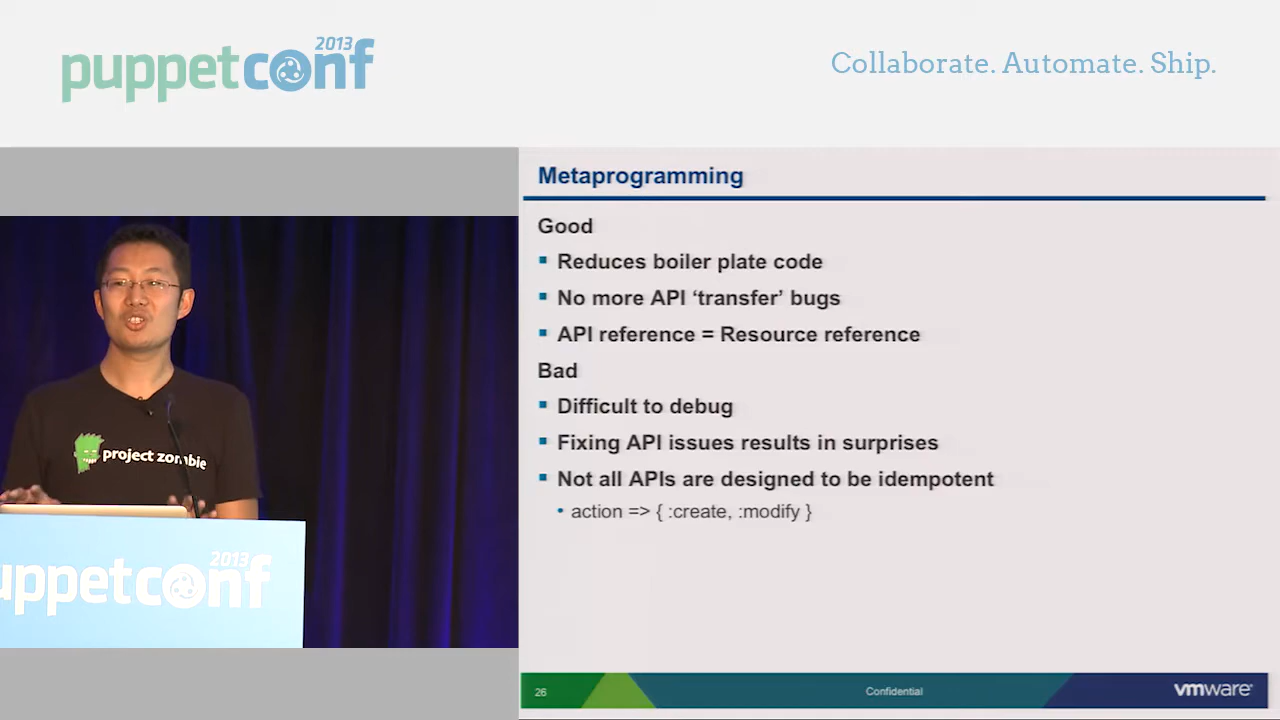 puppetconf 2013
Collaborate. Automate. Ship.
Metaprogramming
Good
Reduces boiler plate code
No more API ‘transfer’ bugs
API reference = Resource reference
Bad
Difficult to debug
Fixing API issues results in surprises
Not all APIs are designed to be idempotent
action => { :create, :modify }
26
Confidential
vmware
project zombie
2013
uppetconf